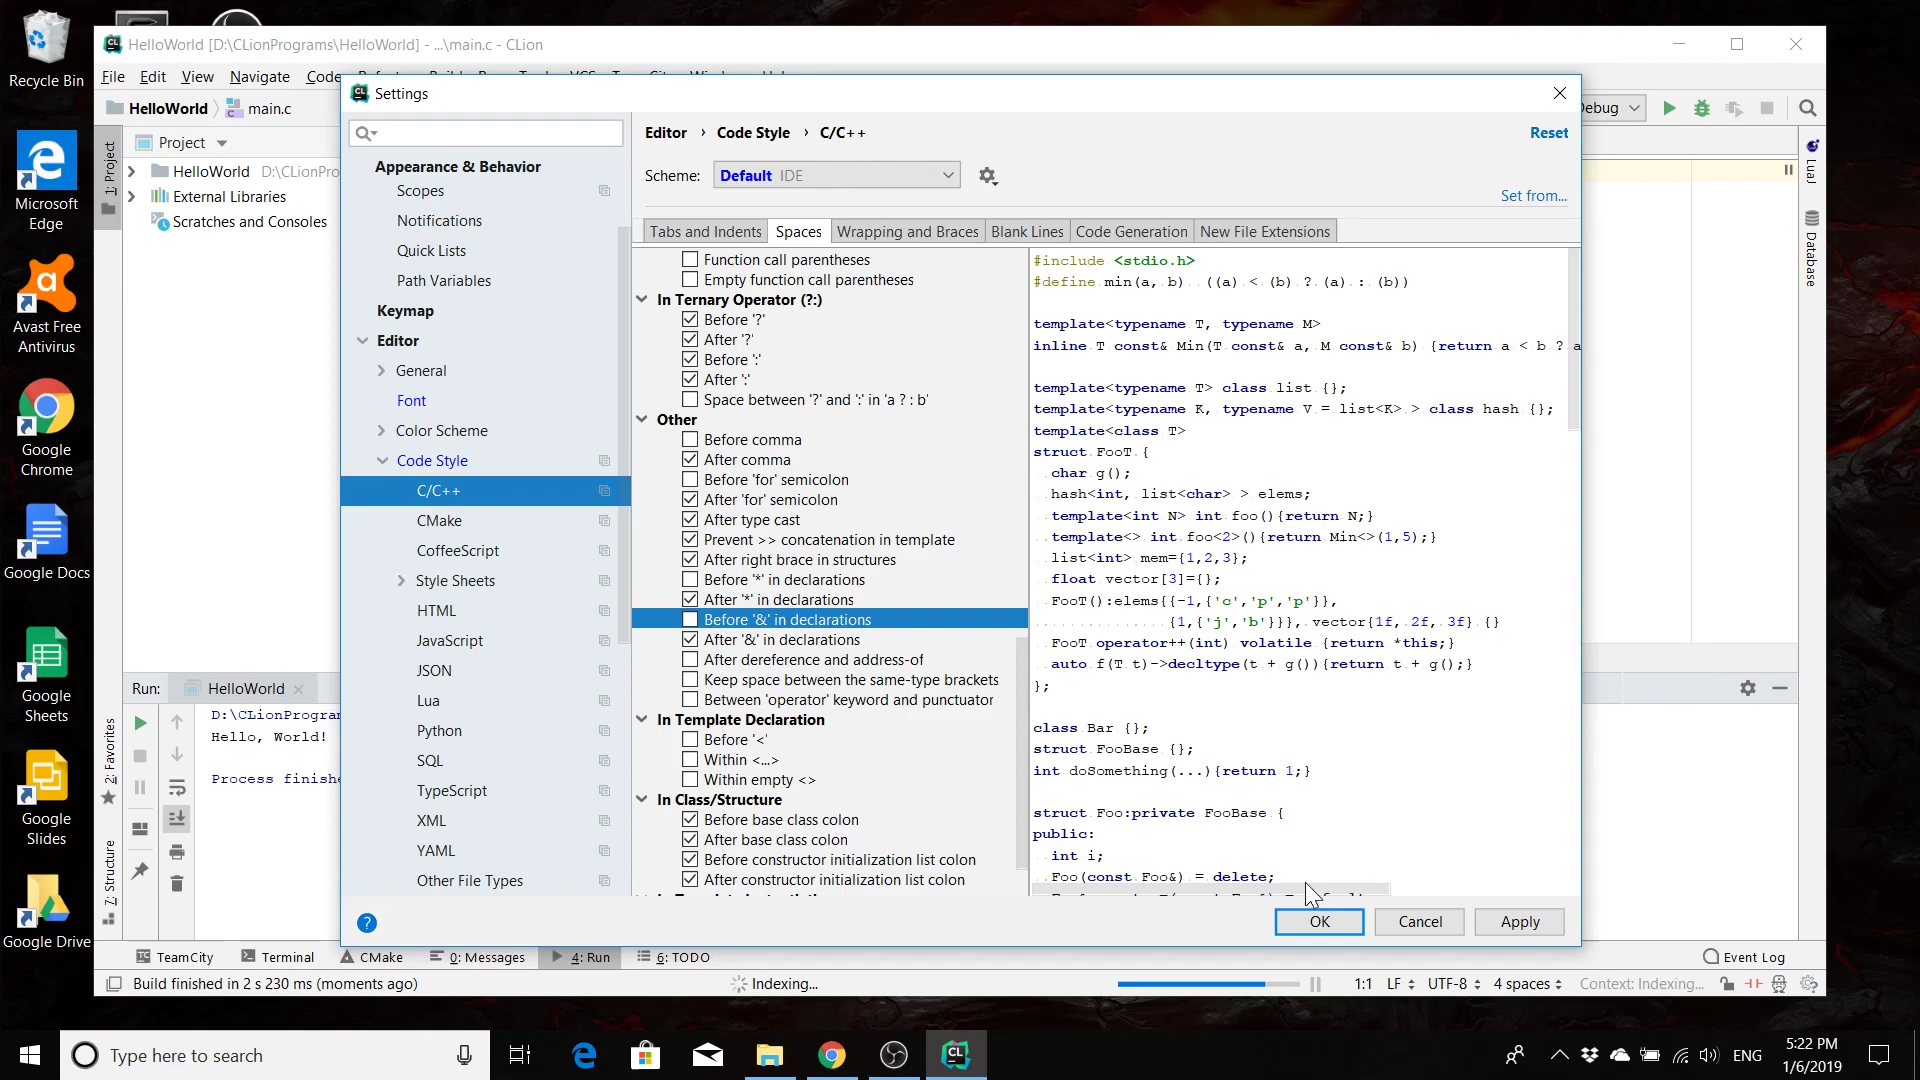 Recycle Bin
Microsoft Edge
Avast Free Antivirus
Google Chrome
Google Docs
Google Sheets
Google Slides
Google Drive
HelloWorld [D:\CLionPrograms\HelloWorld] - ...\main.c - CLion
File Edit View Navigate Code
HelloWorld main.c
Debug
Project
1: Project
HelloWorld D:\CLionPro
External Libraries
Scratches and Consoles
LuaJ
Database
Settings
Appearance & Behavior
Scopes
Notifications
Quick Lists
Path Variables
Keymap
Editor
General
Font
Color Scheme
Code Style
C/C++
CMake
CoffeeScript
Style Sheets
HTML
JavaScript
JSON
Lua
Python
SQL
TypeScript
XML
YAML
Other File Types
Editor › Code Style › C/C++
Reset
Scheme: Default IDE
Set from...
Tabs and Indents Spaces Wrapping and Braces Blank Lines Code Generation New File Extensions
Function call parentheses
Empty function call parentheses
In Ternary Operator (?:)
Before '?'
After '?'
Before ':'
After ':'
Space between '?' and ':' in 'a ? : b'
Other
Before comma
After comma
Before 'for' semicolon
After 'for' semicolon
After type cast
Prevent >> concatenation in template
After right brace in structures
Before '*' in declarations
After '*' in declarations
Before '&' in declarations
After '&' in declarations
After dereference and address-of
Keep space between the same-type brackets
Between 'operator' keyword and punctuator
In Template Declaration
Before '<'
Within <...>
Within empty <>
In Class/Structure
Before base class colon
After base class colon
Before constructor initialization list colon
After constructor initialization list colon
#include <stdio.h>
#define min(a, b)  ((a) < (b) ? (a) : (b))
template<typename T, typename M>
inline T const& Min(T const& a, M const& b) {return a < b ? a
template<typename T> class list {};
template<typename K, typename V = list<K> > class hash {};
template<class T>
struct FooT {
char g();
hash<int, list<char> > elems;
template<int N> int foo(){return N;}
template<> int foo<2>(){return Min<>(1,5);}
list<int> mem={1,2,3};
float vector[3]={};
FooT():elems{{-1,{'c','p','p'}},
{1,{'j','b'}}}, vector{1f, 2f, 3f} {}
FooT operator++(int) volatile {return *this;}
auto f(T t)->decltype(t + g()){return t + g();}
};
class Bar {};
struct FooBase {};
int doSomething(...){return 1;}
struct Foo:private FooBase {
public:
int i;
Foo(const Foo&) = delete;
OK Cancel Apply
Run: HelloWorld
D:\CLionProgram
Hello, World!
Process finishe
2: Favorites
7: Structure
TeamCity Terminal CMake 0: Messages 4: Run 6: TODO
Event Log
Build finished in 2 s 230 ms (moments ago)
Indexing...
1:1 LF UTF-8 4 spaces Context: Indexing...
Type here to search
ENG
5:22 PM
1/6/2019